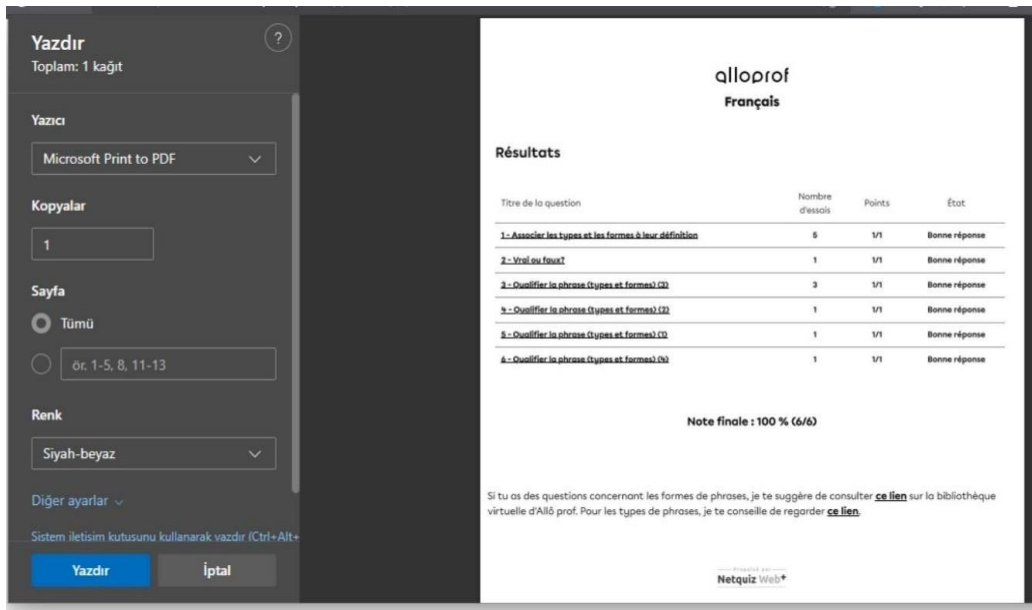 Yazdır
Toplam: 1 kağıt
Yazıcı
Microsoft Print to PDF
Kopyalar
1
Sayfa
Tümü
ör. 1-5, 8, 11-13
Renk
Siyah-beyaz
Diğer ayarlar
Sistem iletişim kutusunu kullanarak yazdır (Ctrl+Alt+
Yazdır İptal
alloprof
Français
Résultats
Titre de la question Nombre d'essais Points État
1 - Associer les types et les formes à leur définition 5 1/1 Bonne réponse
2 - Vrai ou faux? 1 1/1 Bonne réponse
3 - Qualifier la phrase (types et formes) (3) 3 1/1 Bonne réponse
4 - Qualifier la phrase (types et formes) (2) 1 1/1 Bonne réponse
5 - Qualifier la phrase (types et formes) (1) 1 1/1 Bonne réponse
6 - Qualifier la phrase (types et formes) (4) 1 1/1 Bonne réponse
Note finale : 100 % (6/6)
Si tu as des questions concernant les formes de phrases, je te suggère de consulter ce lien sur la bibliothèque
virtuelle d'Allô prof. Pour les types de phrases, je te conseille de regarder ce lien.
Propulsé par
Netquiz Web+